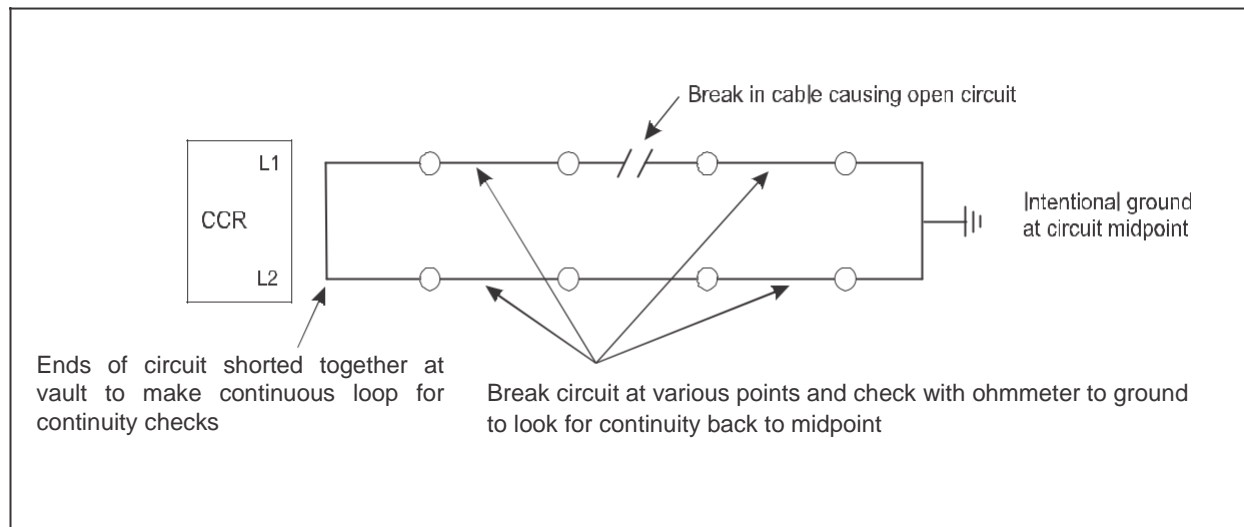 Break in cable causing open circuit
L1
CCR
L2
Intentional ground
at circuit midpoint
Ends of circuit shorted together at
vault to make continuous loop for
continuity checks
Break circuit at various points and check with ohmmeter to ground
to look for continuity back to midpoint